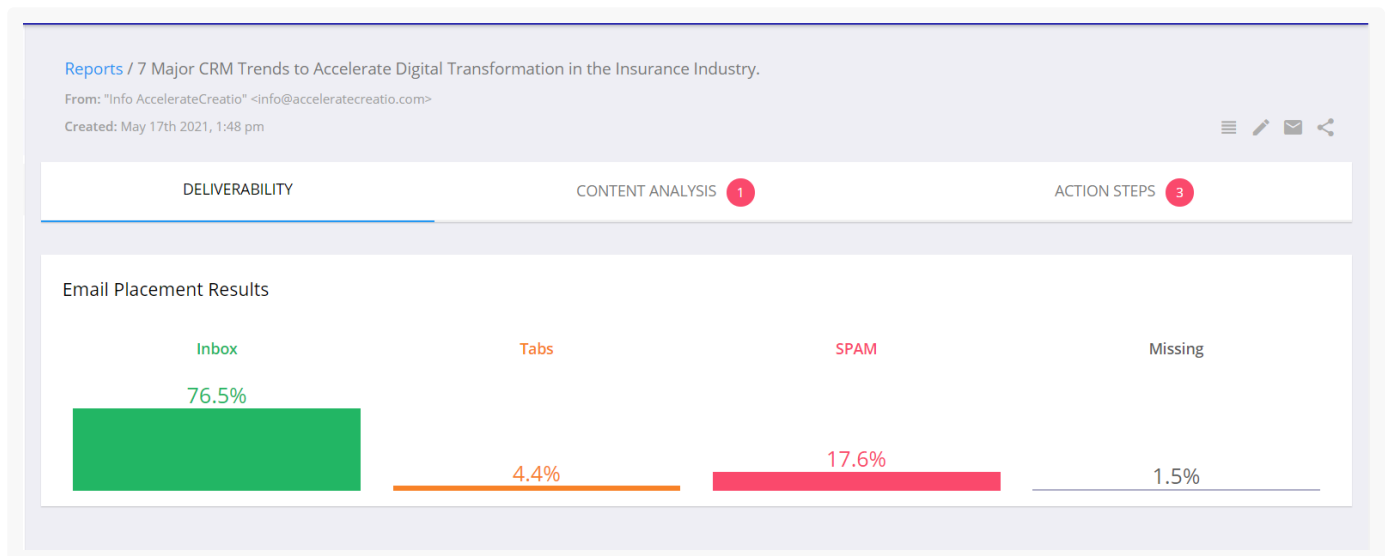 Reports / 7 Major CRM Trends to Accelerate Digital Transformation in the Insurance Industry.
From: "Info AccelerateCreatio" <info@acceleratecreatio.com>
Created: May 17th 2021, 1:48 pm
DELIVERABILITY
CONTENT ANALYSIS 1
ACTION STEPS 3
Email Placement Results
Inbox
Tabs
SPAM
Missing
76.5%
4.4%
17.6%
1.5%